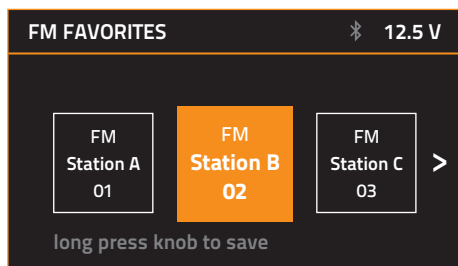 FM FAVORITES 12.5 V
FM FM FM
Station A Station B Station C >
01 02 03
long press knob to save